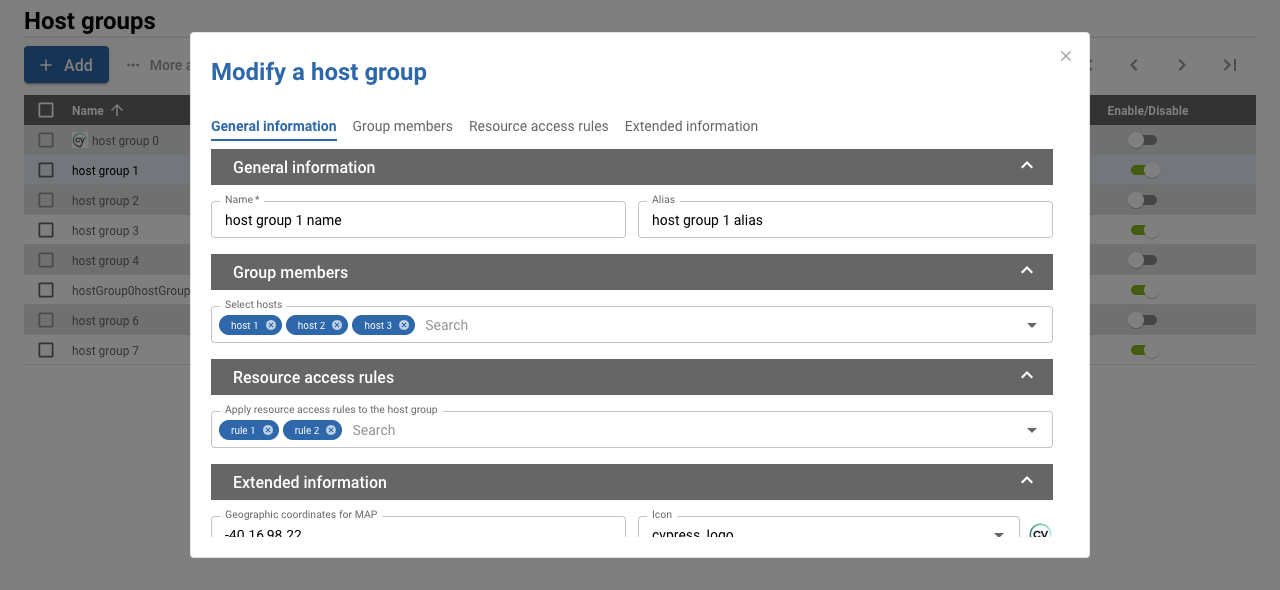 Host groups
Add
More a
Modify a host group
General information Group members Resource access rules Extended information
Name
Enable/Disable
host group 0
host group 1
host group 2
host group 3
host group 4
hostGroup0hostGroup
host group 6
host group 7
General information
Name *
Alias
host group 1 name
host group 1 alias
Group members
Select hosts
host 1 host 2 host 3 Search
Resource access rules
Apply resource access rules to the host group
rule 1 rule 2 Search
Extended information
Geographic coordinates for MAP
Icon
-40.16.98.22
cypress_logo
cy